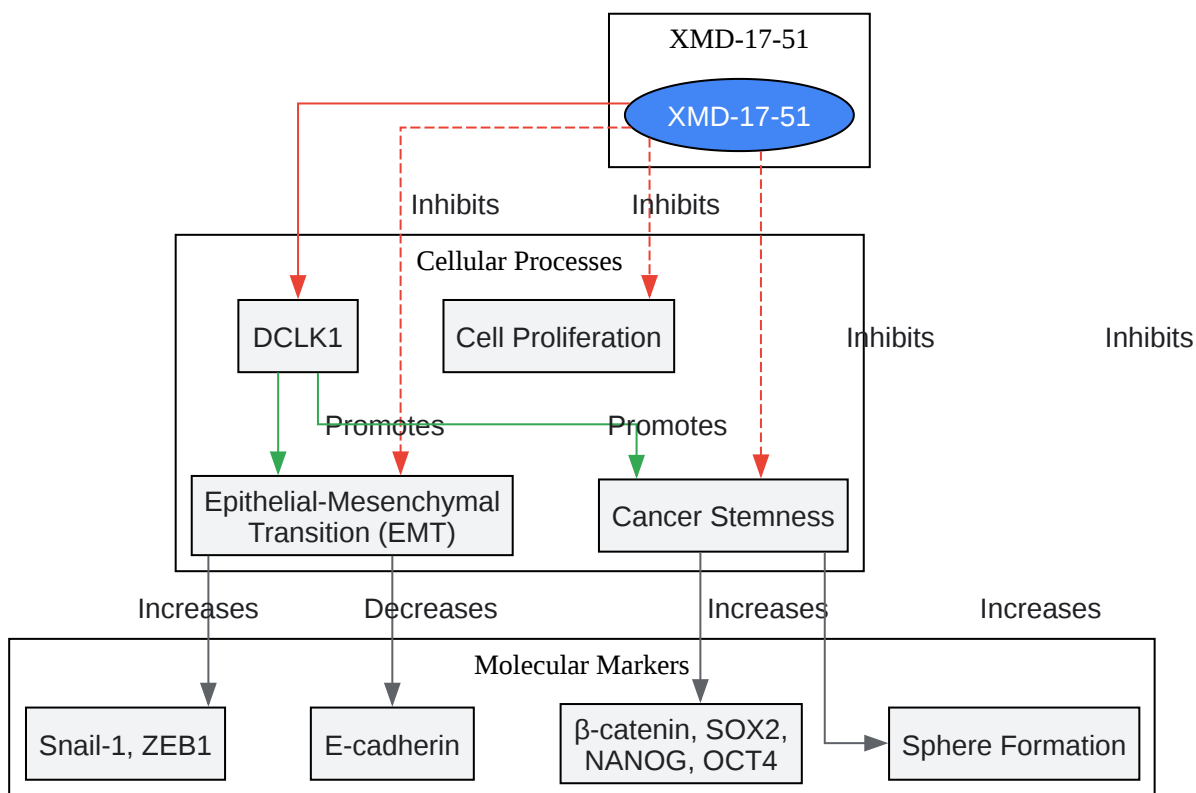 XMD-17-51
XMD-17-51
Inhibits
Inhibits
Cellular Processes
DCLK1
Cell Proliferation
Inhibits
Inhibits
Promotes
Promotes
Epithelial-Mesenchymal
Transition (EMT)
Cancer Stemness
Increases
Decreases
Increases
Increases
Molecular Markers
Snail-1, ZEB1
E-cadherin
β-catenin, SOX2,
NANOG, OCT4
Sphere Formation